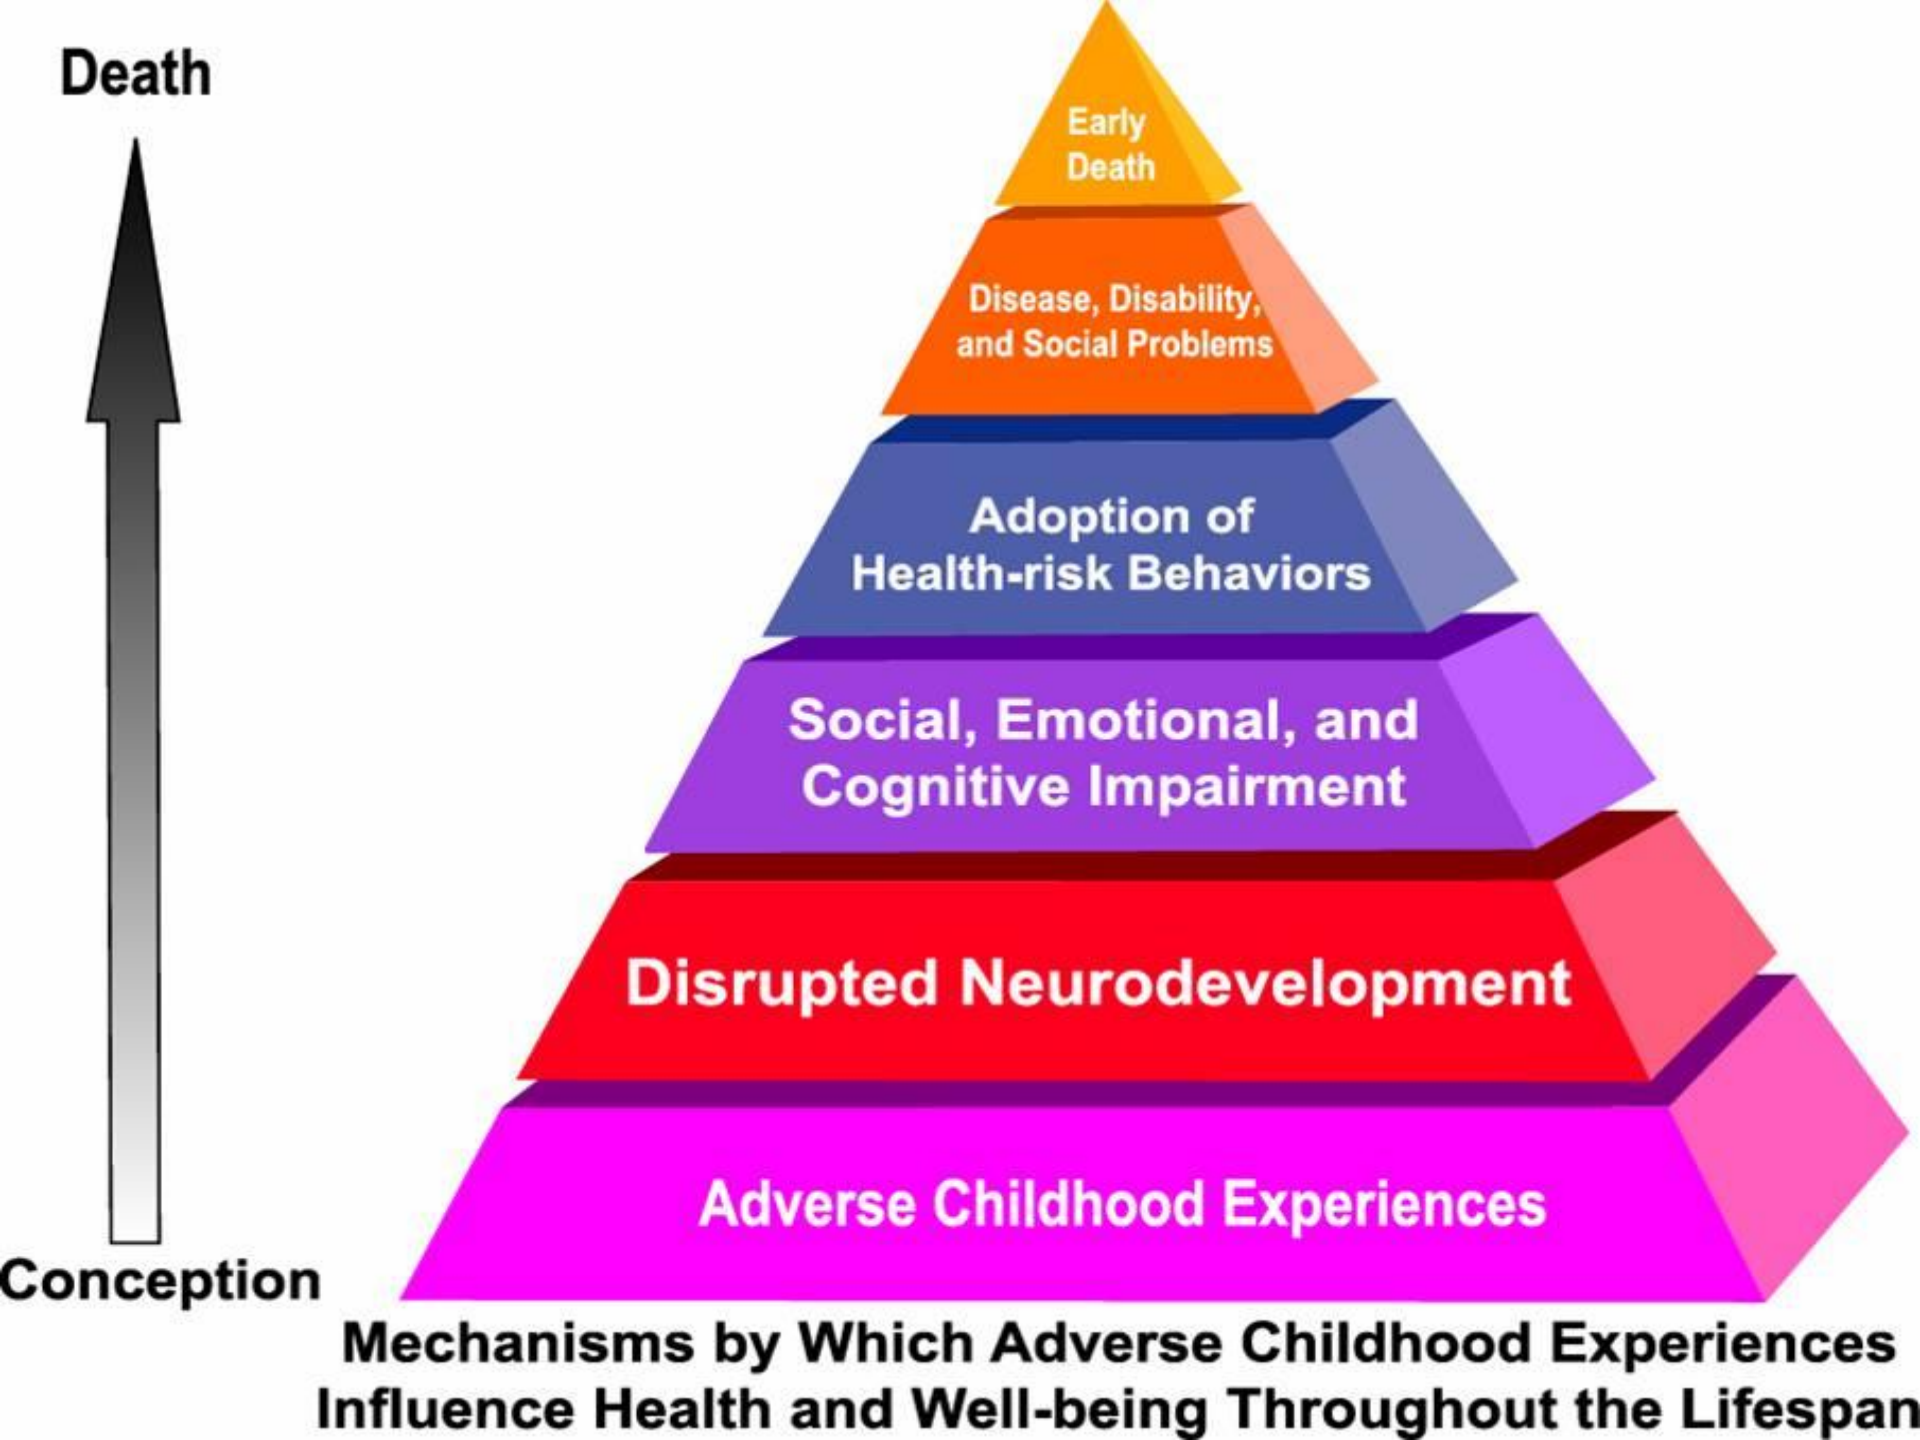 Death
Early
Death
Disease, Disability,
and Social Problems
Adoption of
Health-risk Behaviors
Social, Emotional, and
Cognitive Impairment
Disrupted Neurodevelopment
Adverse Childhood Experiences
Conception
Mechanisms by Which Adverse Childhood Experiences
Influence Health and Well-being Throughout the Lifespan